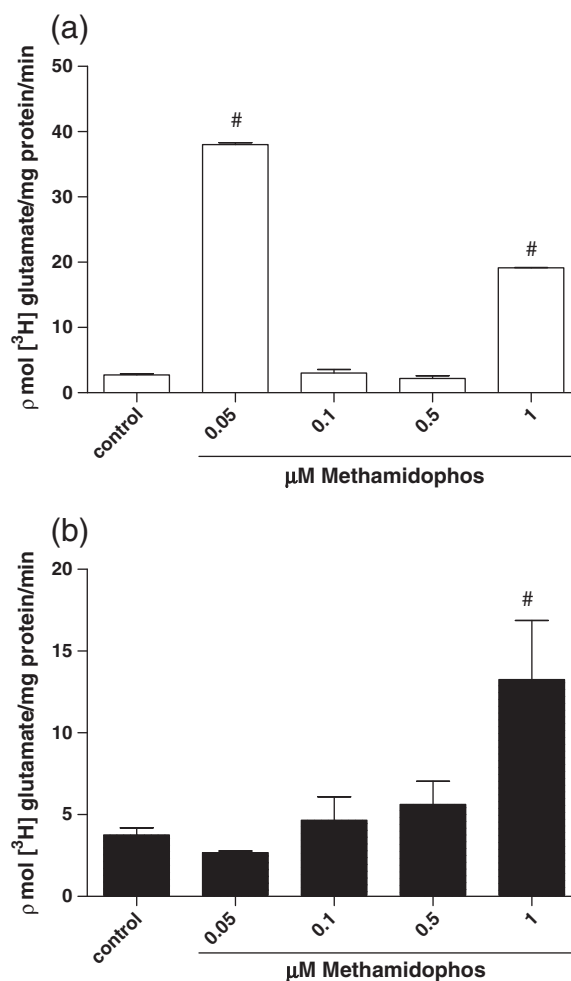 (a)
ρ mol [³H] glutamate/mg protein/min
50
40
30
20
10
0
#
#
control
0.05
0.1
0.5
1
μM Methamidophos
(b)
ρ mol [³H] glutamate/mg protein/min
20
15
10
5
0
#
control
0.05
0.1
0.5
1
μM Methamidophos